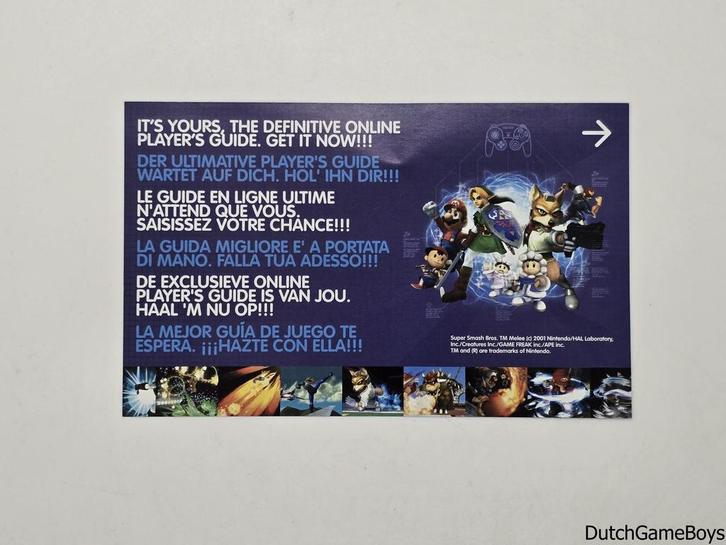 IT'S YOURS, THE DEFINITIVE ONLINE
PLAYER'S GUIDE. GET IT NOW!!!
DER ULTIMATIVE PLAYER'S GUIDE
WARTET AUF DICH. HOL' IHN DIR!!!
LE GUIDE EN LIGNE ULTIME
N'ATTEND QUE VOUS.
SAISISSEZ VOTRE CHANCE!!!
LA GUIDA MIGLIORE E' A PORTATA
DI MANO. FALLA TUA ADESSO!!!
DE EXCLUSIEVE ONLINE
PLAYER'S GUIDE IS VAN JOU.
HAAL 'M NU OP!!!
LA MEJOR GUÍA DE JUEGO TE
ESPERA. ¡¡¡HAZTE CON ELLA!!!
Super Smash Bros. TM Melee (c) 2001 Nintendo/HAL Laboratory,
Inc./Creatures Inc./GAME FREAK inc./APE inc.
TM and (R) are trademarks of Nintendo.
DutchGameBoys